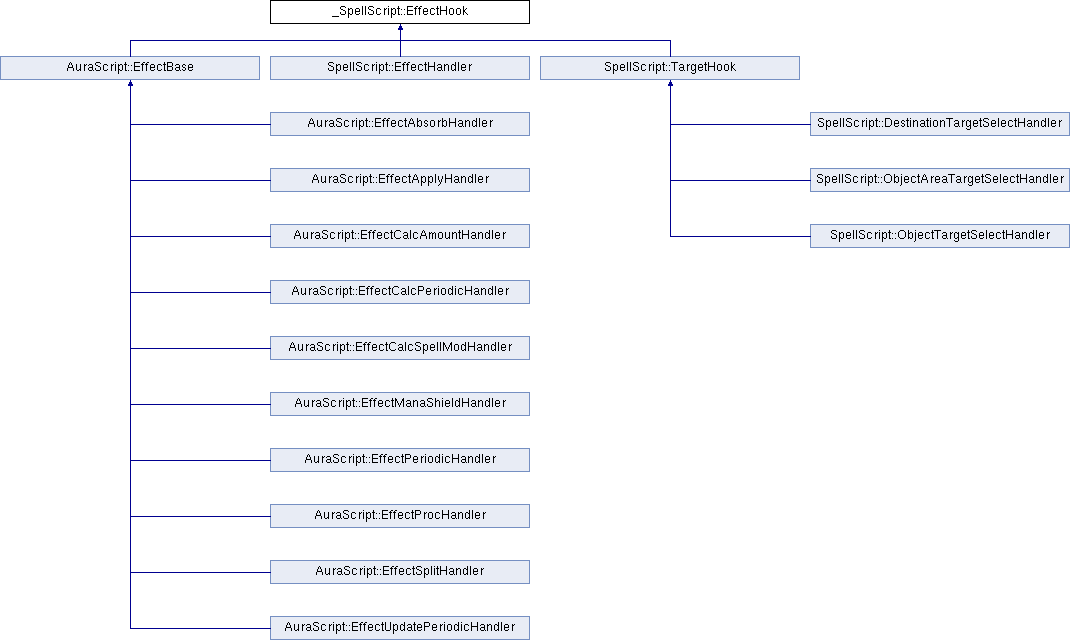 _SpellScript::EffectHook
AuraScript::EffectBase
SpellScript::EffectHandler
SpellScript::TargetHook
AuraScript::EffectAbsorbHandler
SpellScript::DestinationTargetSelectHandler
AuraScript::EffectApplyHandler
SpellScript::ObjectAreaTargetSelectHandler
AuraScript::EffectCalcAmountHandler
SpellScript::ObjectTargetSelectHandler
AuraScript::EffectCalcPeriodicHandler
AuraScript::EffectCalcSpellModHandler
AuraScript::EffectManaShieldHandler
AuraScript::EffectPeriodicHandler
AuraScript::EffectProcHandler
AuraScript::EffectSplitHandler
AuraScript::EffectUpdatePeriodicHandler